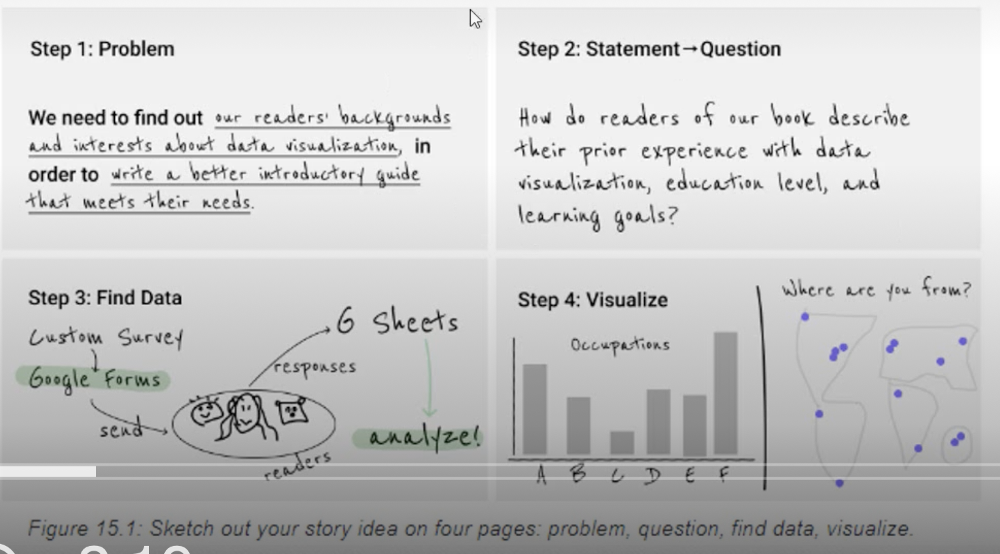 Step 1: Problem
We need to find out our readers' backgrounds
and interests about data visualization, in
order to write a better introductory guide
that meets their needs.
Step 2: Statement→Question
How do readers of our book describe
their prior experience with data
visualization, education level, and
learning goals?
Step 3: Find Data
Custom Survey
Google Forms
send
readers
responses
G Sheets
analyze!
Step 4: Visualize
Occupations
A B C D E F
Where are you from?
Figure 15.1: Sketch out your story idea on four pages: problem, question, find data, visualize.